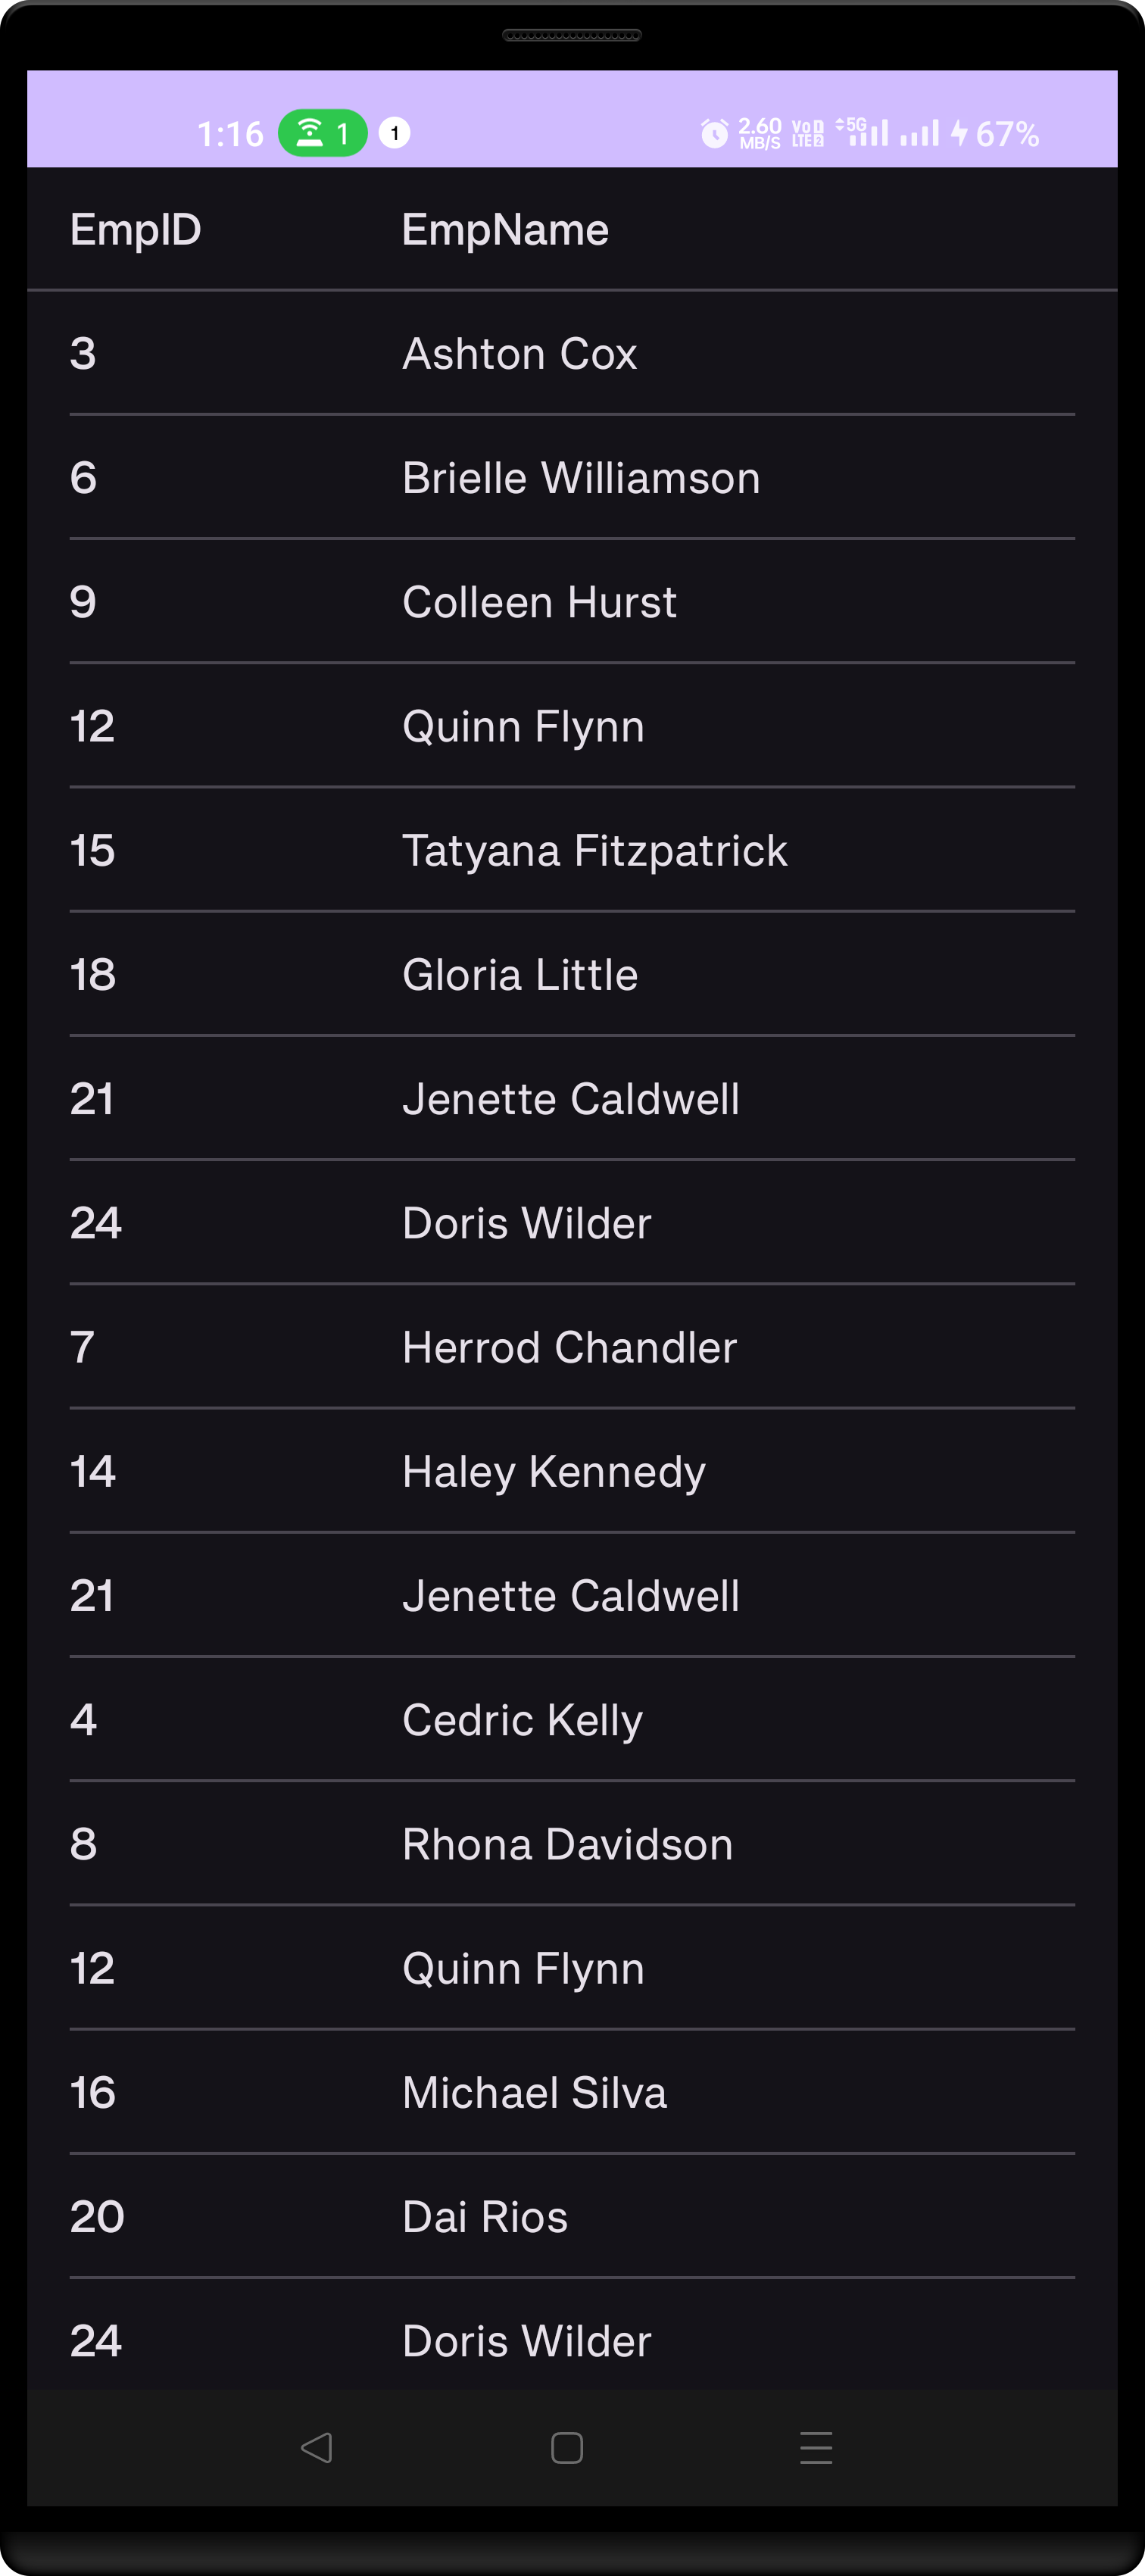 1:16 1 1 2.60 MB/S VoD LTE2 5G 67%
EmpID EmpName
3 Ashton Cox
6 Brielle Williamson
9 Colleen Hurst
12 Quinn Flynn
15 Tatyana Fitzpatrick
18 Gloria Little
21 Jenette Caldwell
24 Doris Wilder
7 Herrod Chandler
14 Haley Kennedy
21 Jenette Caldwell
4 Cedric Kelly
8 Rhona Davidson
12 Quinn Flynn
16 Michael Silva
20 Dai Rios
24 Doris Wilder